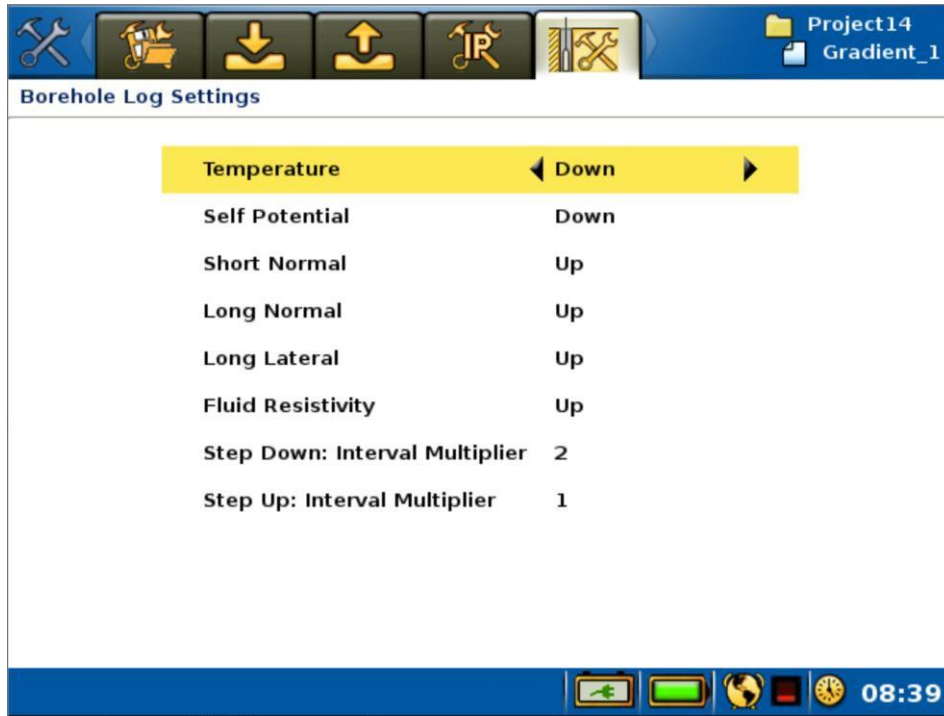 Project14
Gradient_1
IR
Borehole Log Settings
Temperature Down
Self Potential Down
Short Normal Up
Long Normal Up
Long Lateral Up
Fluid Resistivity Up
Step Down: Interval Multiplier 2
Step Up: Interval Multiplier 1
08:39